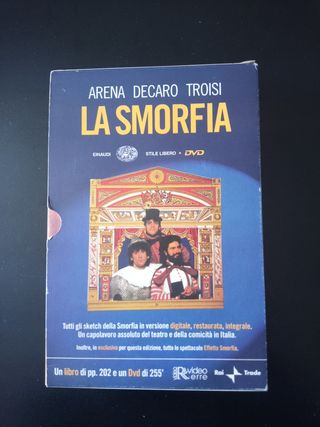 ARENA DECARO TROISI
LA SMORFIA
EINAUDI STILE LIBERO + DVD
Tutti gli sketch della Smorfia in versione digitale, restaurata, integrale.
Un capolavoro assoluto del teatro e della comicità in Italia.
Inoltre, in esclusiva per questa edizione, tutto lo spettacolo Effetto Smorfia.
Un libro di pp. 202 e un Dvd di 255'
video
erre
Rai Trade